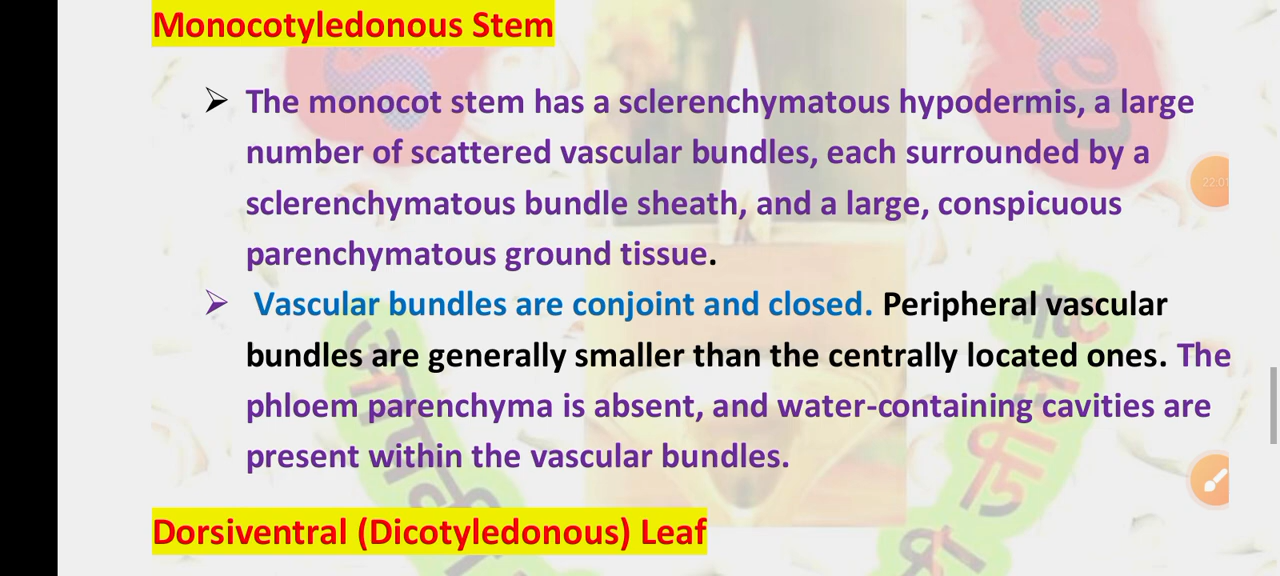 Monocotyledonous Stem
➢ The monocot stem has a sclerenchymatous hypodermis, a large
number of scattered vascular bundles, each surrounded by a
sclerenchymatous bundle sheath, and a large, conspicuous
parenchymatous ground tissue.
➢ Vascular bundles are conjoint and closed. Peripheral vascular
bundles are generally smaller than the centrally located ones. The
phloem parenchyma is absent, and water-containing cavities are
present within the vascular bundles.
Dorsiventral (Dicotyledonous) Leaf
22:01